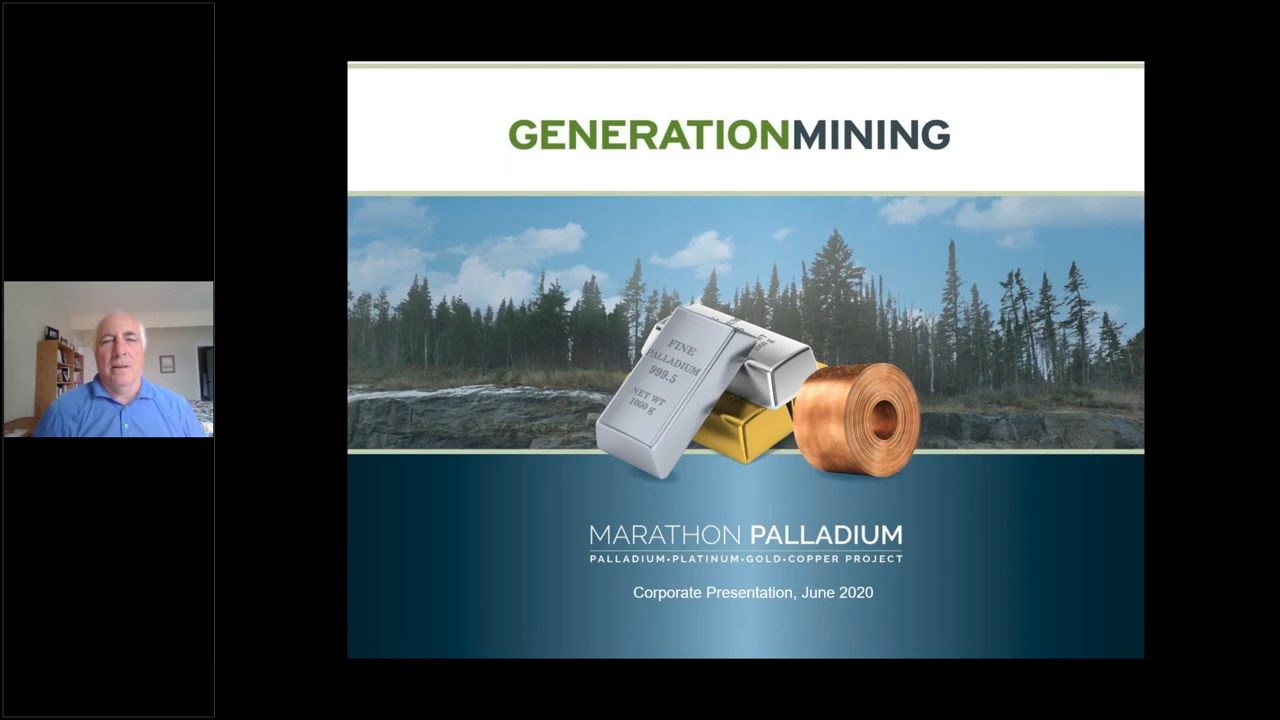 GENERATIONMINING
FINE
PALLADIUM
999.5
NET WT
1000 g
MARATHON PALLADIUM
PALLADIUM•PLATINUM•GOLD•COPPER PROJECT
Corporate Presentation, June 2020